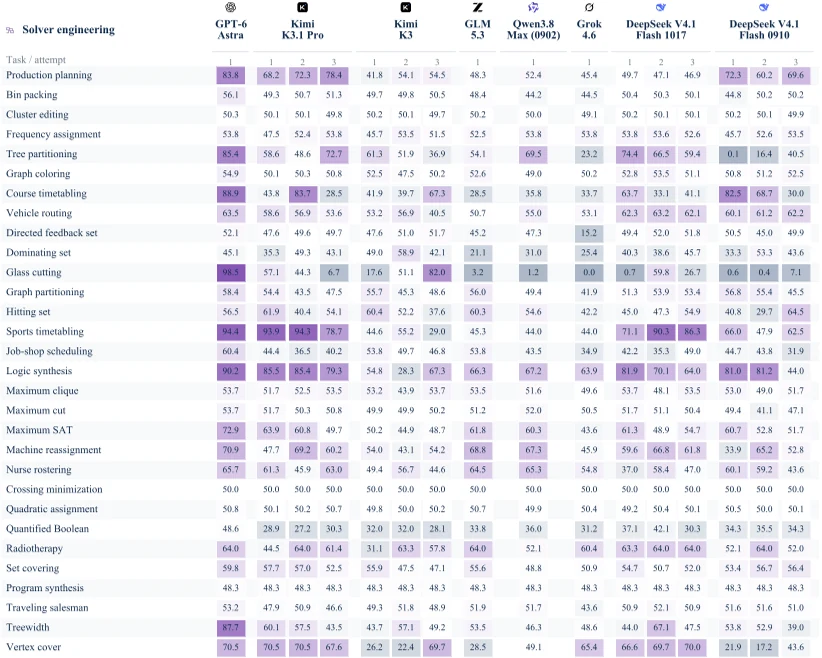 GPT-6 Kimi Kimi GLM Qwen3.8 Grok DeepSeek V4.1 DeepSeek V4.1
Solver engineering Astra K3.1 Pro K3 5.3 Max (0902) 4.6 Flash 1017 Flash 0910
Task / attempt 1 1 2 3 1 2 3 1 1 1 1 2 3 1 2 3
Production planning 83.8 68.2 72.3 78.4 41.8 54.1 54.5 48.3 52.4 45.4 49.7 47.1 46.9 72.3 60.2 69.6
Bin packing 56.1 49.3 50.7 51.3 49.7 49.8 50.5 48.4 44.2 44.5 50.4 50.3 50.1 44.8 50.2 50.2
Cluster editing 50.3 50.1 50.1 49.8 50.2 50.1 49.7 50.2 50.0 49.1 50.2 50.1 50.1 50.2 50.1 49.9
Frequency assignment 53.8 47.5 52.4 53.8 45.7 53.5 51.5 52.5 53.8 53.8 53.8 53.6 52.6 45.7 52.6 53.5
Tree partitioning 85.4 58.6 48.6 72.7 61.3 51.9 36.9 54.1 69.5 23.2 74.4 66.5 59.4 0.1 16.4 40.5
Graph coloring 54.9 50.1 50.3 50.8 52.5 47.5 50.2 52.6 49.0 50.2 52.8 53.5 51.1 50.8 51.2 52.5
Course timetabling 88.9 43.8 83.7 28.5 41.9 39.7 67.3 28.5 35.8 33.7 63.7 33.1 41.1 82.5 68.7 30.0
Vehicle routing 63.5 58.6 56.9 53.6 53.2 56.9 40.5 50.7 55.0 53.1 62.3 63.2 62.1 60.1 61.2 62.2
Directed feedback set 52.1 47.6 49.6 49.7 47.6 51.0 51.7 45.2 47.3 15.2 49.4 52.0 51.8 50.5 45.0 49.9
Dominating set 45.1 35.3 49.3 43.1 49.0 58.9 42.1 21.1 31.0 25.4 40.3 38.6 45.7 33.3 53.3 43.6
Glass cutting 98.5 57.1 44.3 6.7 17.6 51.1 82.0 3.2 1.2 0.0 0.7 59.8 26.7 0.6 0.4 7.1
Graph partitioning 58.4 54.4 43.5 47.5 55.7 45.3 48.6 56.0 49.4 41.9 51.3 53.9 53.4 56.8 55.4 45.5
Hitting set 56.5 61.9 40.4 54.1 60.4 52.2 37.6 60.3 54.6 42.2 45.0 47.3 54.9 40.8 29.7 64.5
Sports timetabling 94.4 93.9 94.3 78.7 44.6 55.2 29.0 45.3 44.0 44.0 71.1 90.3 86.3 66.0 47.9 62.5
Job-shop scheduling 60.4 44.4 36.5 40.2 53.8 49.7 46.8 53.8 43.5 34.9 42.2 35.3 49.0 44.7 43.8 31.9
Logic synthesis 90.2 85.5 85.4 79.3 54.8 28.3 67.3 66.3 67.2 63.9 81.9 70.1 64.0 81.0 81.2 44.0
Maximum clique 53.7 51.7 52.5 53.5 53.2 43.9 53.7 53.5 51.6 49.6 53.7 48.1 53.5 53.0 49.0 51.7
Maximum cut 53.7 51.7 50.3 50.8 49.9 49.9 50.2 51.2 52.0 50.5 51.7 51.1 50.4 49.4 41.1 47.1
Maximum SAT 72.9 63.9 60.8 49.7 50.2 44.9 48.7 61.8 60.3 43.6 61.3 48.9 54.7 60.7 52.8 51.7
Machine reassignment 70.9 47.7 69.2 60.2 54.0 43.1 54.2 68.8 67.3 45.9 59.6 66.8 61.8 33.9 65.2 52.8
Nurse rostering 65.7 61.3 45.9 63.0 49.4 56.7 44.6 64.5 65.3 54.8 37.0 58.4 47.0 60.1 59.2 43.6
Crossing minimization 50.0 50.0 50.0 50.0 50.0 50.0 50.0 50.0 50.0 50.0 50.0 50.0 50.0 50.0 50.0 50.0
Quadratic assignment 50.8 50.1 50.2 50.7 49.8 50.0 50.2 50.7 49.9 50.4 49.2 50.4 50.1 50.5 50.0 50.1
Quantified Boolean 48.6 28.9 27.2 30.3 32.0 32.0 28.1 33.8 36.0 31.2 37.1 42.1 30.3 34.3 35.5 34.3
Radiotherapy 64.0 44.5 64.0 61.4 31.1 63.3 57.8 64.0 52.1 60.4 63.3 64.0 64.0 52.1 64.0 52.0
Set covering 59.8 57.7 57.0 52.5 55.9 47.5 47.1 55.6 48.8 50.9 54.7 50.7 52.0 53.4 56.7 56.4
Program synthesis 48.3 48.3 48.3 48.3 48.3 48.3 48.3 48.3 48.3 48.3 48.3 48.3 48.3 48.3 48.3 48.3
Traveling salesman 53.2 47.9 50.9 46.6 49.3 51.8 48.9 51.9 51.7 43.6 50.9 52.1 50.9 51.6 51.6 51.0
Treewidth 87.7 60.1 57.5 43.5 43.7 57.1 49.2 53.5 46.3 48.6 44.0 67.1 47.5 53.8 52.9 39.0
Vertex cover 70.5 70.5 70.5 67.6 26.2 22.4 69.7 28.5 49.1 65.4 66.6 69.7 70.0 21.9 17.2 43.6